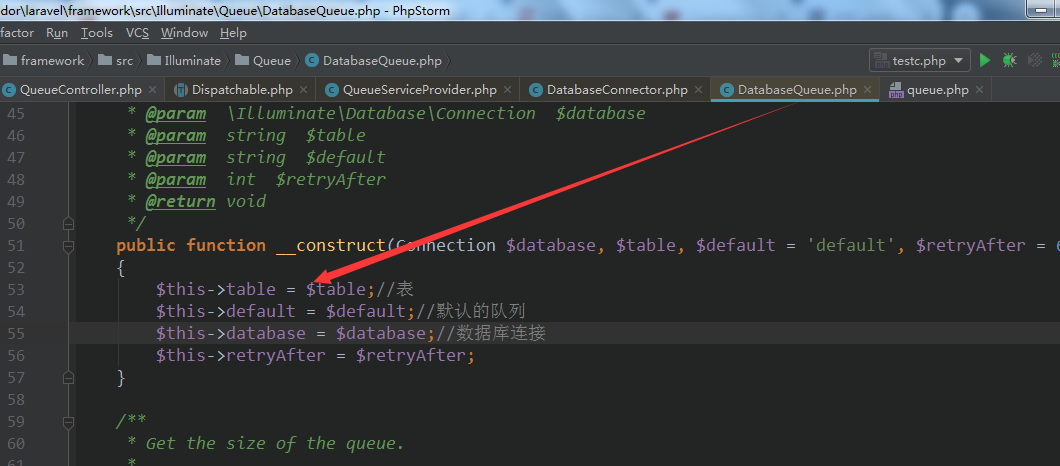 dor\laravel\framework\src\Illuminate\Queue\DatabaseQueue.php - PhpStorm
factor Run Tools VCS Window Help
framework src Illuminate Queue DatabaseQueue.php testc.php
QueueController.php Dispatchable.php QueueServiceProvider.php DatabaseConnector.php DatabaseQueue.php queue.php
45 * @param \Illuminate\Database\Connection $database
46 * @param string $table
47 * @param string $default
48 * @param int $retryAfter
49 * @return void
50 */
51 public function __construct(Connection $database, $table, $default = 'default', $retryAfter =
52 {
53 $this->table = $table;//表
54 $this->default = $default;//默认的队列
55 $this->database = $database;//数据库连接
56 $this->retryAfter = $retryAfter;
57 }
58
59 /**
60 * Get the size of the queue.
61 *